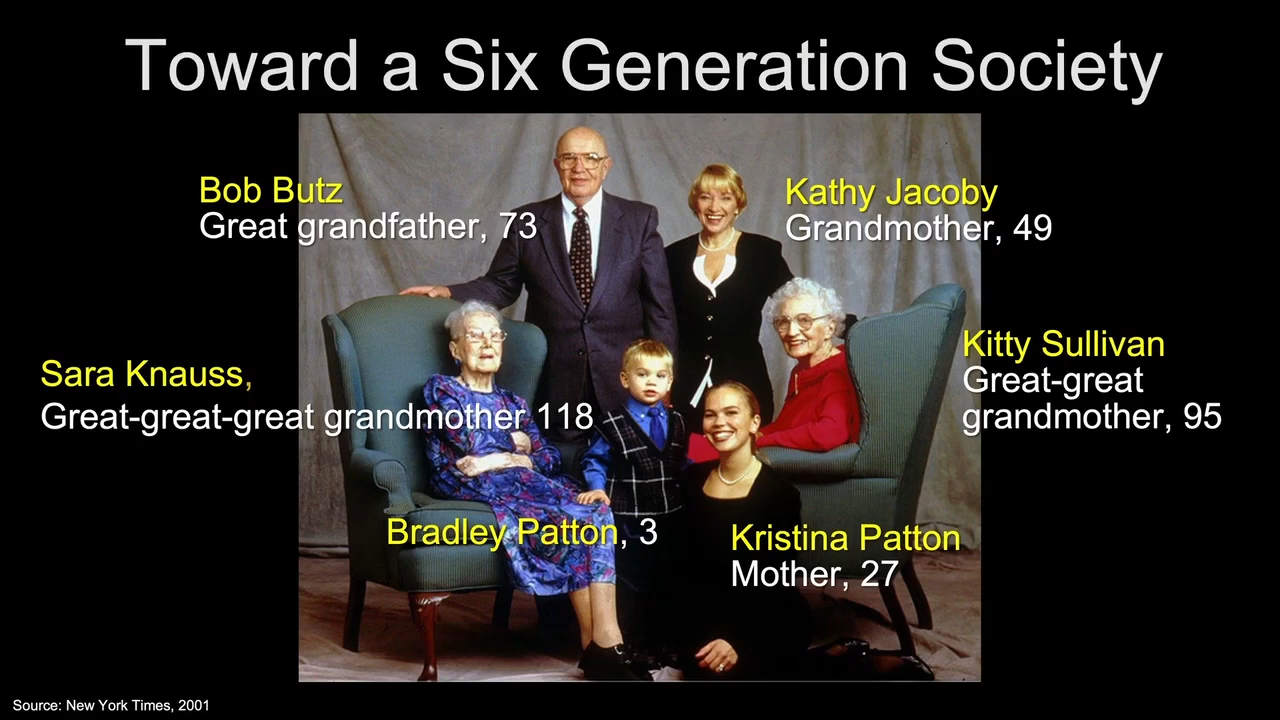 Toward a Six Generation Society
Bob Butz
Great grandfather, 73
Kathy Jacoby
Grandmother, 49
Sara Knauss,
Great-great-great grandmother 118
Kitty Sullivan
Great-great
grandmother, 95
Bradley Patton, 3
Kristina Patton
Mother, 27
Source: New York Times, 2001